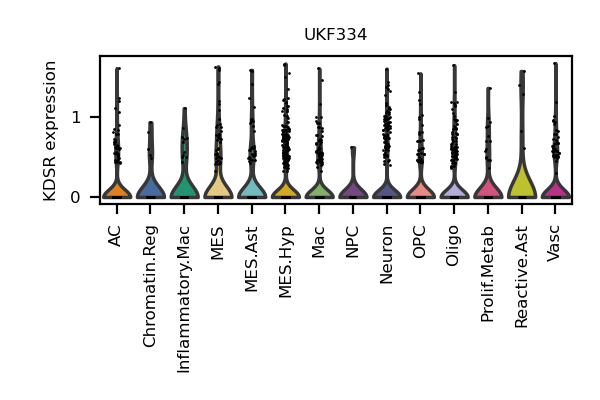 UKF334
KDSR expression
1
0
AC
Chromatin.Reg
Inflammatory.Mac
MES
MES.Ast
MES.Hyp
Mac
NPC
Neuron
OPC
Oligo
Prolif.Metab
Reactive.Ast
Vasc